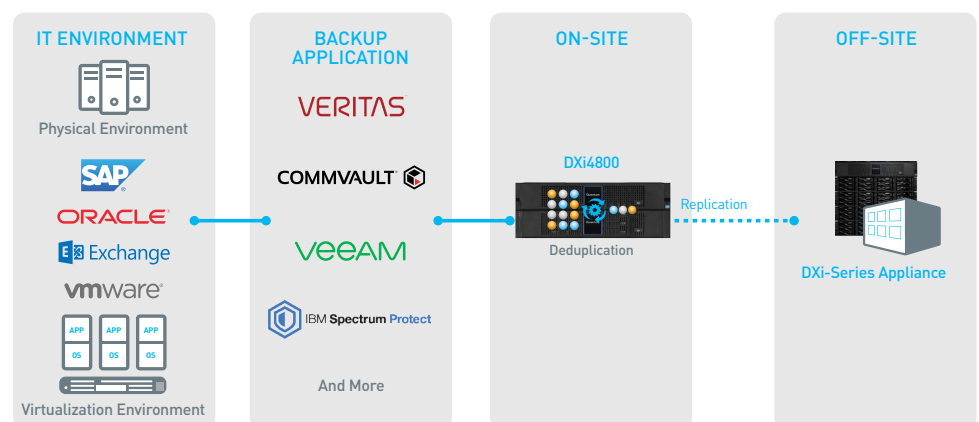 IT ENVIRONMENT
Physical Environment
SAP
ORACLE
Exchange
vmware
APP APP APP
OS OS OS
Virtualization Environment
BACKUP
APPLICATION
VERITAS
COMMVAULT
veeam
IBM Spectrum Protect
And More
ON-SITE
DXi4800
Deduplication
Replication
OFF-SITE
DXi-Series Appliance